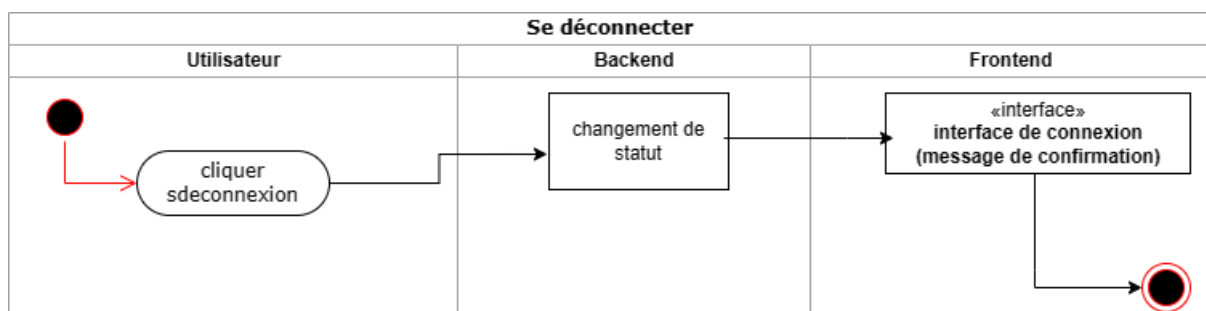 Se déconnecter
Utilisateur
Backend
Frontend
cliquer
sdeconnexion
changement de
statut
«interface»
interface de connexion
(message de confirmation)